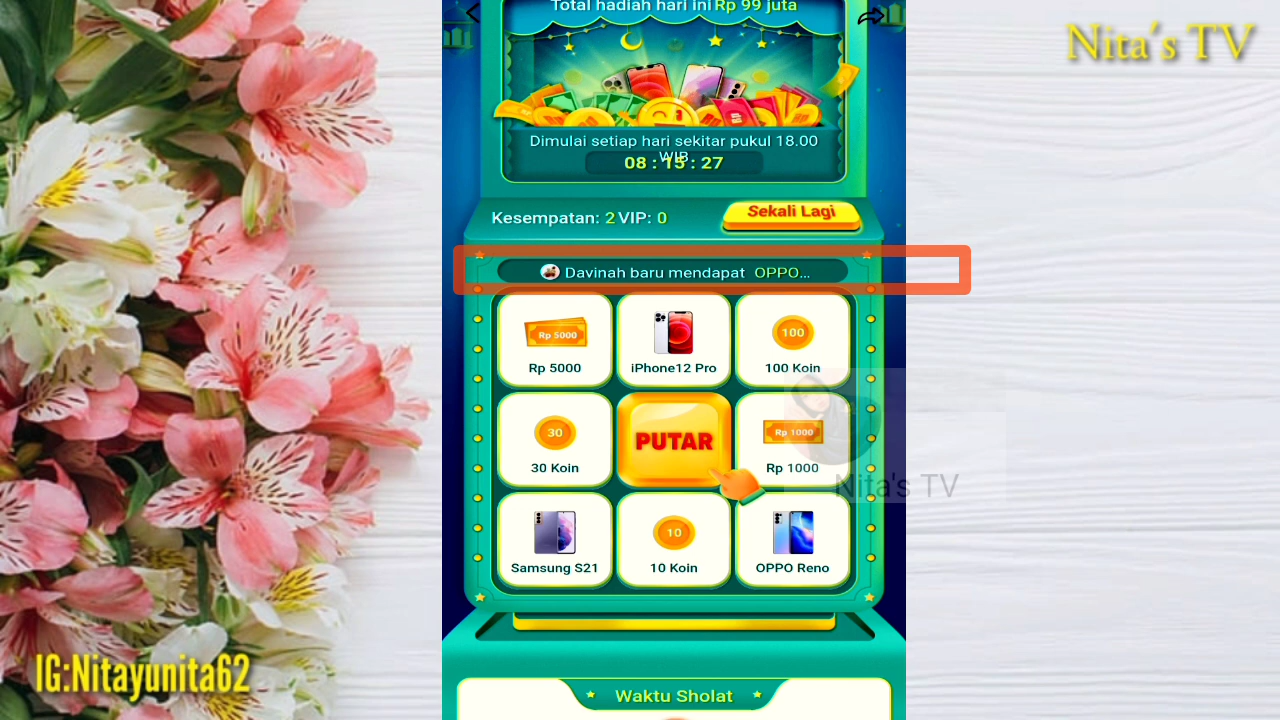 Total hadiah hari ini Rp 99 juta
Nita's TV
Dimulai setiap hari sekitar pukul 18.00
WIB
08 : 15 : 27
Kesempatan: 2 VIP: 0
Sekali Lagi
Davinah baru mendapat OPPO...
Rp 5000
100
Rp 5000
iPhone12 Pro
100 Koin
30
PUTAR
Rp 1000
30 Koin
Rp 1000
Nita's TV
10
Samsung S21
10 Koin
OPPO Reno
IG:Nitayunita62
Waktu Sholat